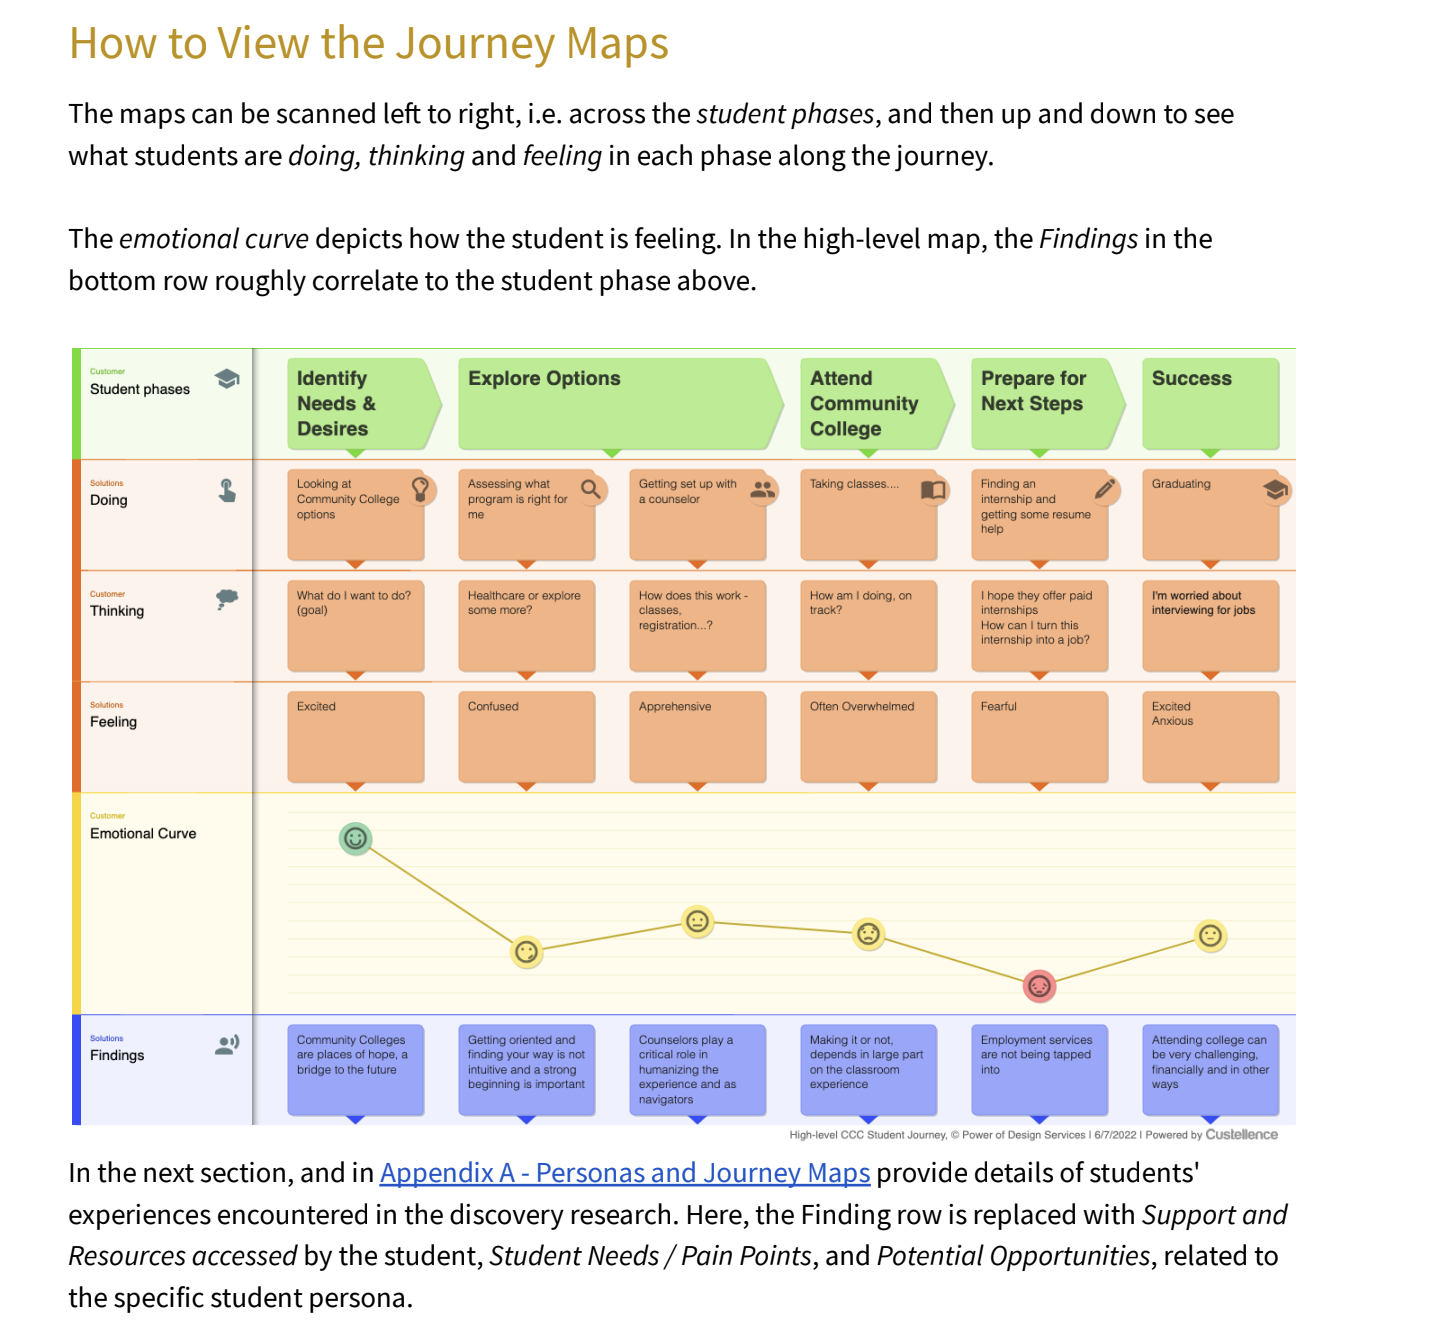 How to View the Journey Maps
The maps can be scanned left to right, i.e. across the student phases, and then up and down to see
what students are doing, thinking and feeling in each phase along the journey.
The emotional curve depicts how the student is feeling. In the high-level map, the Findings in the
bottom row roughly correlate to the student phase above.
Customer
Student phases
Identify
Needs &
Desires
Explore Options
Attend
Community
College
Prepare for
Next Steps
Success
Solutions
Doing
Looking at
Community College
options
Assessing what
program is right for
me
Getting set up with
a counselor
Taking classes....
Finding an
internship and
getting some resume
help
Graduating
Customer
Thinking
What do I want to do?
(goal)
Healthcare or explore
some more?
How does this work -
classes,
registration...?
How am I doing, on
track?
I hope they offer paid
internships
How can I turn this
internship into a job?
I'm worried about
interviewing for jobs
Solutions
Feeling
Excited
Confused
Apprehensive
Often Overwhelmed
Fearful
Excited
Anxious
Customer
Emotional Curve
Solutions
Findings
Community Colleges
are places of hope, a
bridge to the future
Getting oriented and
finding your way is not
intuitive and a strong
beginning is important
Counselors play a
critical role in
humanizing the
experience and as
navigators
Making it or not,
depends in large part
on the classroom
experience
Employment services
are not being tapped
into
Attending college can
be very challenging,
financially and in other
ways
High-level CCC Student Journey, © Power of Design Services | 6/7/2022 | Powered by Custellence
In the next section, and in Appendix A - Personas and Journey Maps provide details of students'
experiences encountered in the discovery research. Here, the Finding row is replaced with Support and
Resources accessed by the student, Student Needs / Pain Points, and Potential Opportunities, related to
the specific student persona.